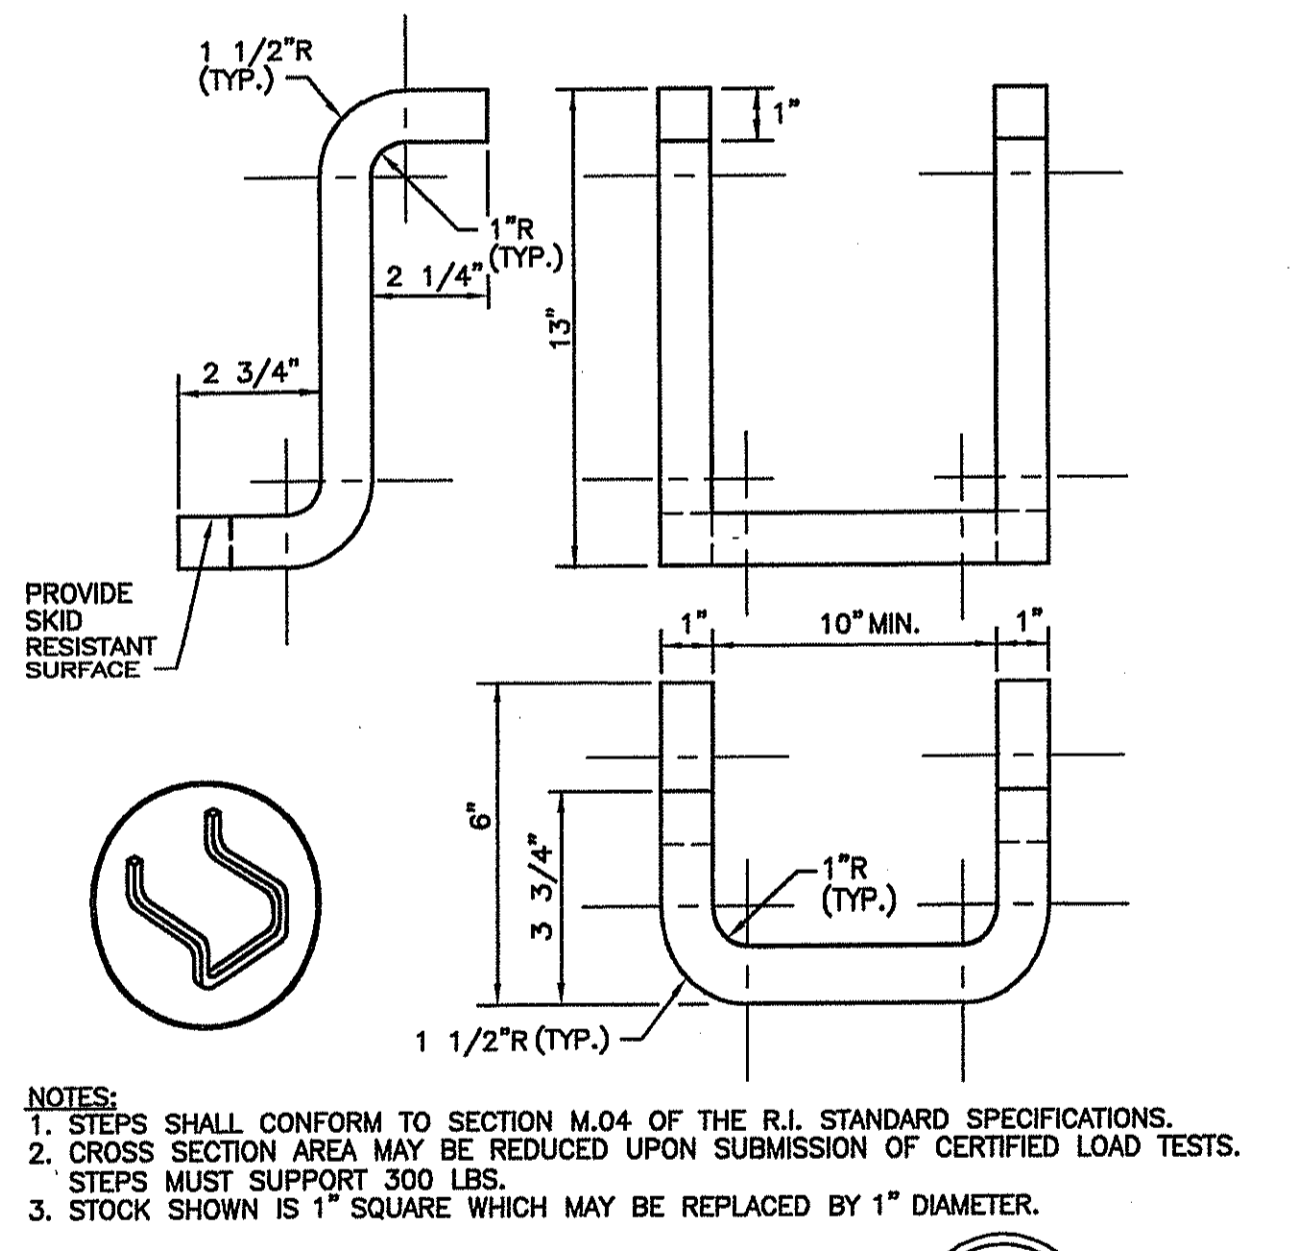 1 1/2"R
(TYP.)
1"
1"R
(TYP.)
2 1/4"
13"
2 3/4"
PROVIDE
SKID
RESISTANT
SURFACE
1"
10" MIN.
1"
6"
3 3/4"
1"R
(TYP.)
1 1/2"R (TYP.)
NOTES:
1. STEPS SHALL CONFORM TO SECTION M.04 OF THE R.I. STANDARD SPECIFICATIONS.
2. CROSS SECTION AREA MAY BE REDUCED UPON SUBMISSION OF CERTIFIED LOAD TESTS.
STEPS MUST SUPPORT 300 LBS.
3. STOCK SHOWN IS 1" SQUARE WHICH MAY BE REPLACED BY 1" DIAMETER.